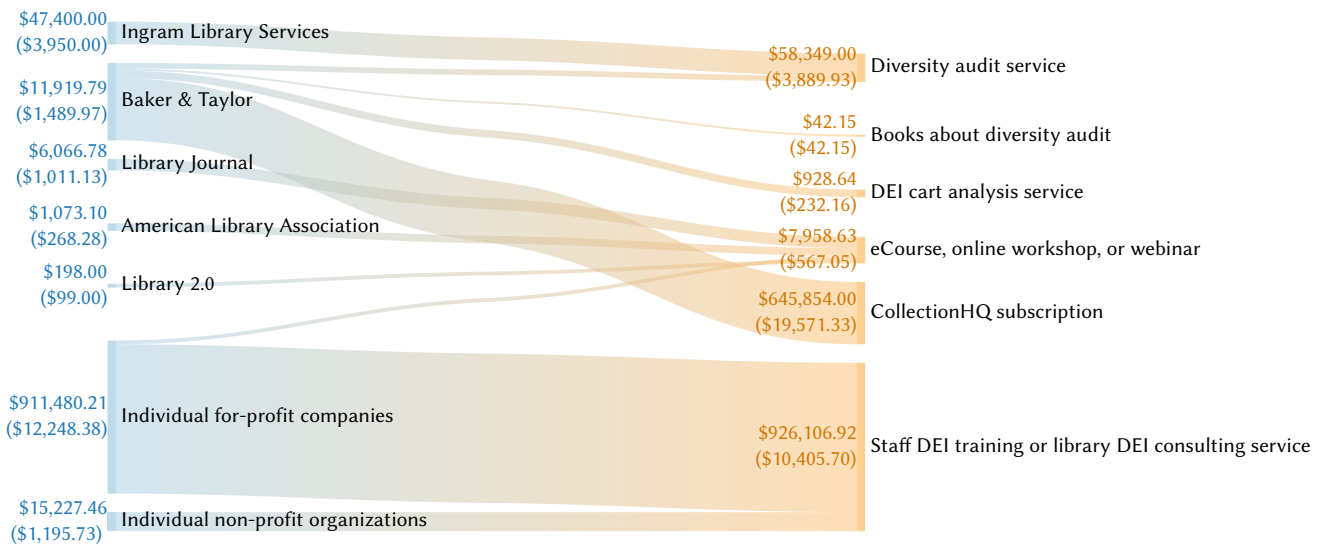 $47,400.00
($3,950.00)
Ingram Library Services
$11,919.79
($1,489.97)
Baker & Taylor
$6,066.78
($1,011.13)
Library Journal
$1,073.10
($268.28)
American Library Association
$198.00
($99.00)
Library 2.0
$911,480.21
($12,248.38)
Individual for-profit companies
$15,227.46
($1,195.73)
Individual non-profit organizations
$58,349.00
($3,889.93)
Diversity audit service
$42.15
($42.15)
Books about diversity audit
$928.64
($232.16)
DEI cart analysis service
$7,958.63
($567.05)
eCourse, online workshop, or webinar
$645,854.00
($19,571.33)
CollectionHQ subscription
$926,106.92
($10,405.70)
Staff DEI training or library DEI consulting service